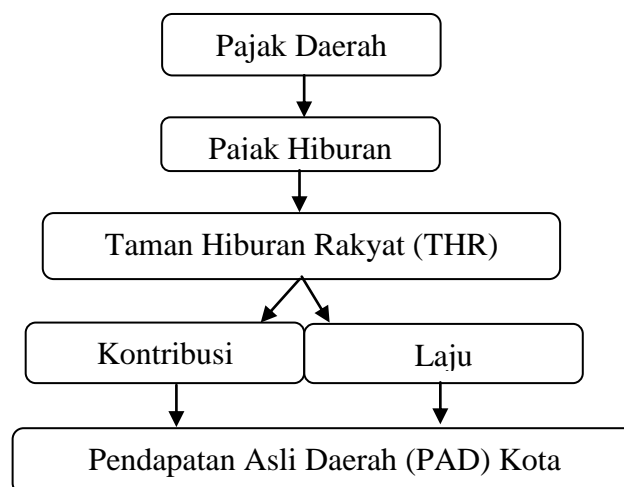 Pajak Daerah
Pajak Hiburan
Taman Hiburan Rakyat (THR)
Kontribusi
Laju
Pendapatan Asli Daerah (PAD) Kota